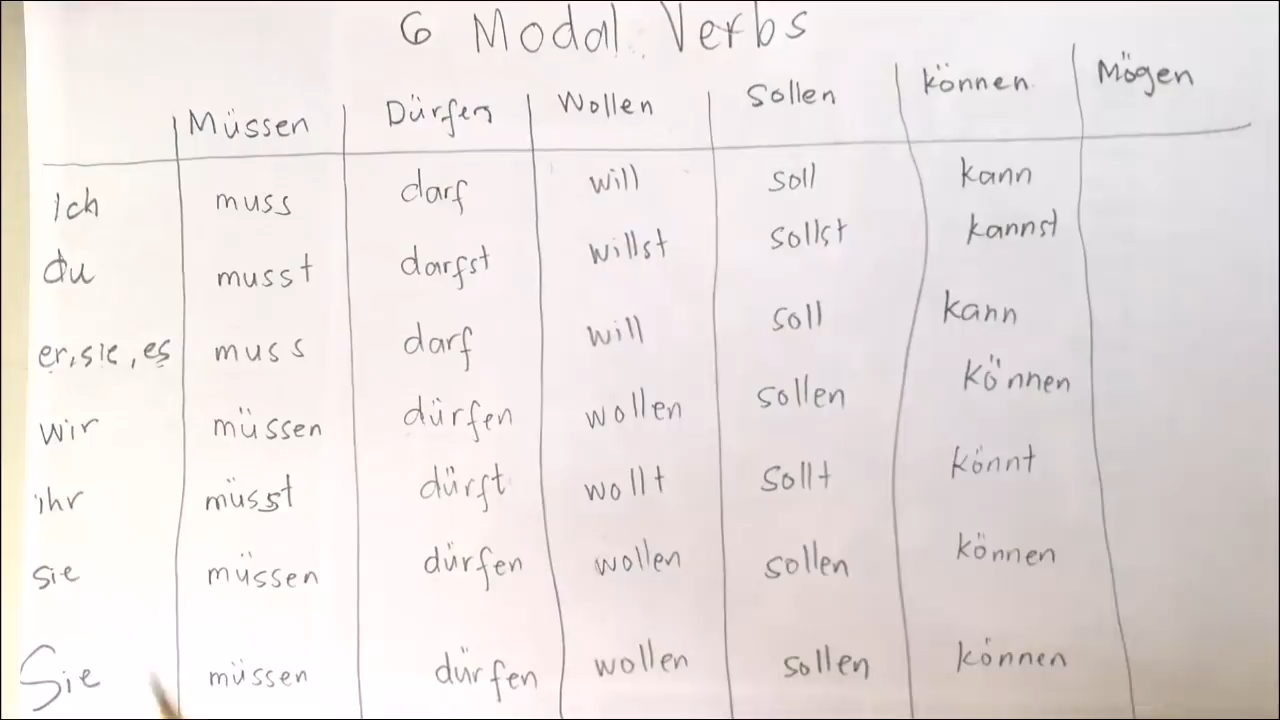 6 Modal Verbs
Müssen Dürfen Wollen Sollen können Mögen
Ich muss darf will soll kann
du musst darfst willst sollst kannst
er, sie, es muss darf will soll kann
wir müssen dürfen wollen sollen können
ihr müsst dürft wollt sollt könnt
sie müssen dürfen wollen sollen können
Sie müssen dürfen wollen sollen können